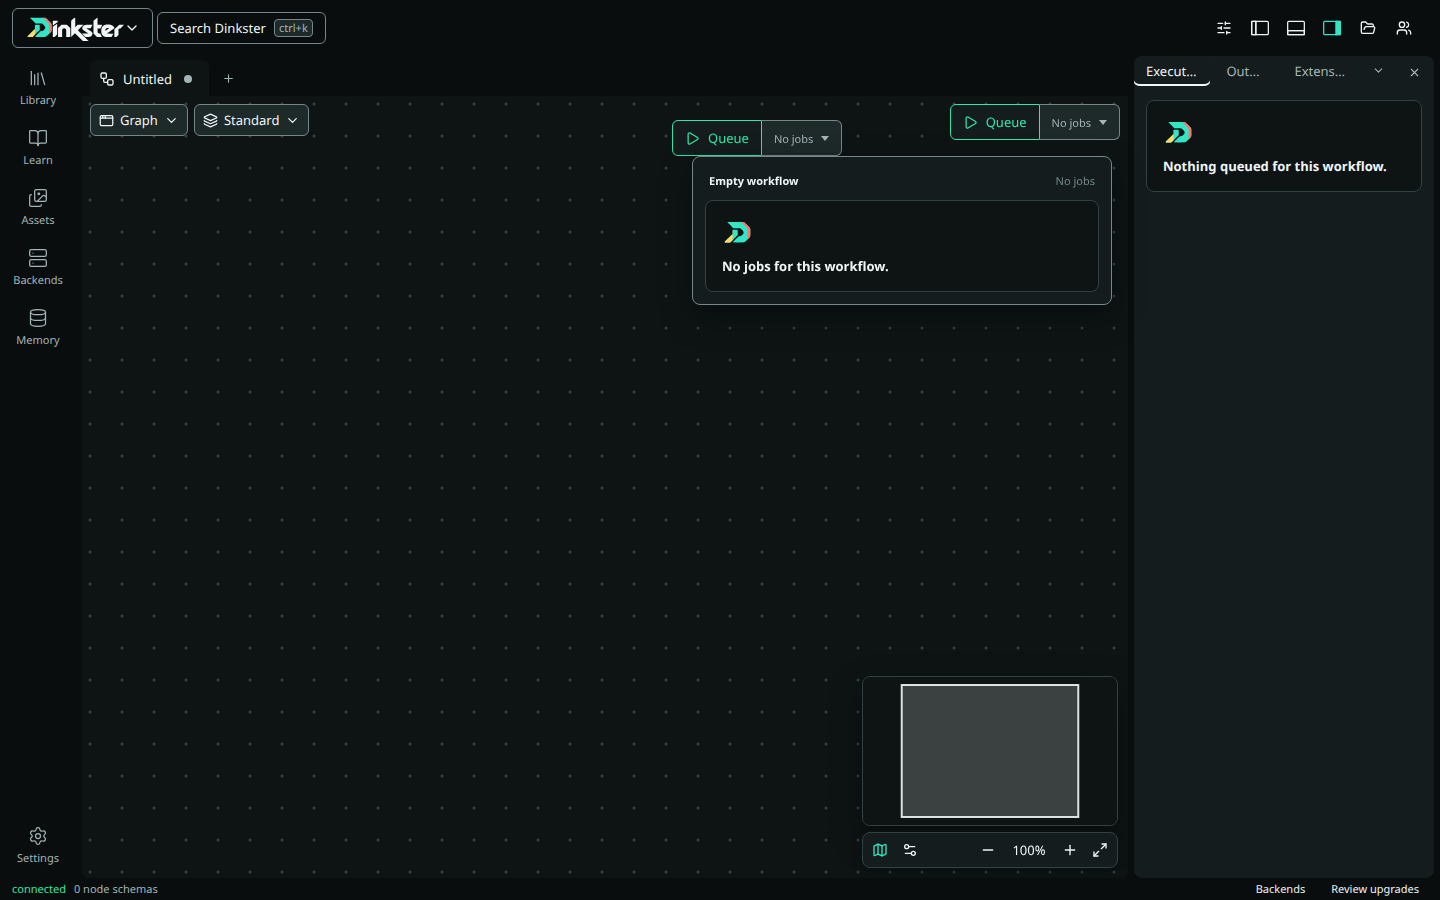 Dinkster
Search Dinkster ctrl+k
Library
Learn
Assets
Backends
Memory
Settings
Untitled
Graph
Standard
Queue No jobs
Queue No jobs
Empty workflow No jobs
No jobs for this workflow.
100%
Execut... Out... Extens...
Nothing queued for this workflow.
connected 0 node schemas
Backends Review upgrades